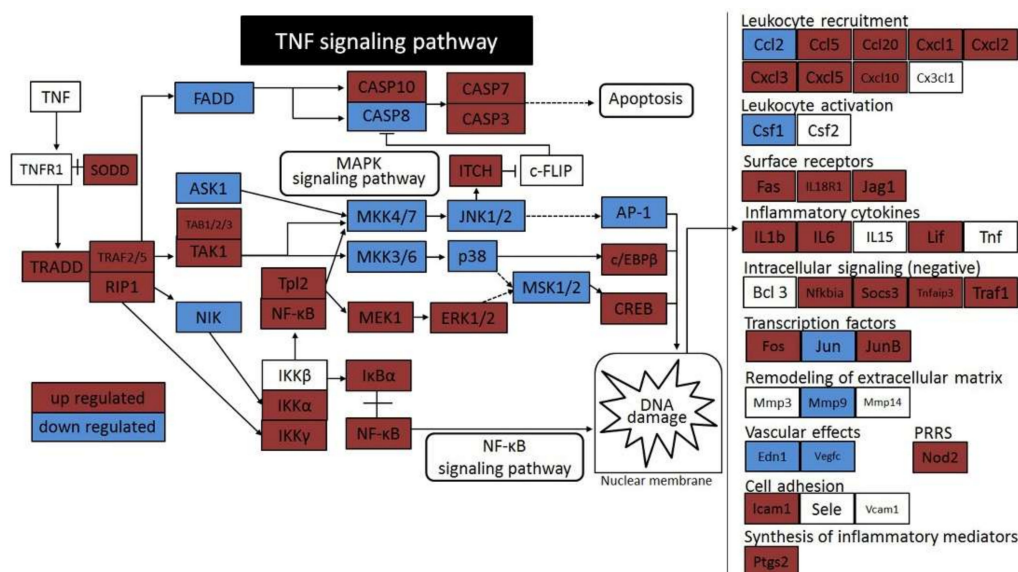 TNF signaling pathway
TNF
FADD
CASP10
CASP7
CASP8
CASP3
Apoptosis
TNFR1
SODD
MAPK
signaling pathway
ITCH
c-FLIP
ASK1
MKK4/7
JNK1/2
AP-1
TAB1/2/3
TAK1
MKK3/6
p38
c/EBPβ
TRADD
TRAF2/5
RIP1
Tpl2
NF-κB
MSK1/2
CREB
NIK
MEK1
ERK1/2
IKKβ
IκBα
IKKα
IKKγ
NF-κB
up regulated
down regulated
NF-κB
signaling pathway
DNA
damage
Nuclear membrane
Leukocyte recruitment
Ccl2 Ccl5 Ccl20 Cxcl1 Cxcl2
Cxcl3 Cxcl5 Cxcl10 Cx3cl1
Leukocyte activation
Csf1 Csf2
Surface receptors
Fas IL18R1 Jag1
Inflammatory cytokines
IL1b IL6 IL15 Lif Tnf
Intracellular signaling (negative)
Bcl 3 Nfkbia Socs3 Tnfaip3 Traf1
Transcription factors
Fos Jun JunB
Remodeling of extracellular matrix
Mmp3 Mmp9 Mmp14
Vascular effects PRRS
Edn1 Vegfc Nod2
Cell adhesion
Icam1 Sele Vcam1
Synthesis of inflammatory mediators
Ptgs2